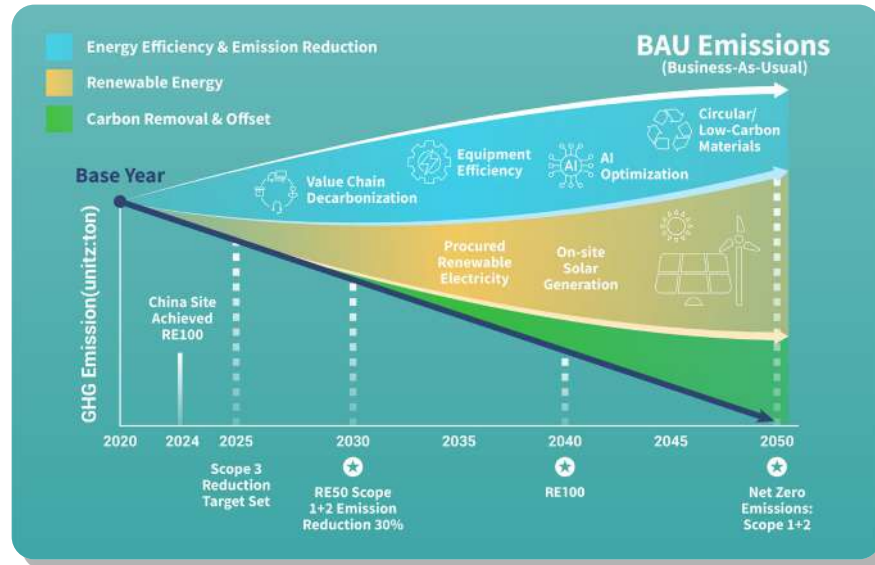 Energy Efficiency & Emission Reduction
Renewable Energy
Carbon Removal & Offset
BAU Emissions
(Business-As-Usual)
Base Year
Value Chain
Decarbonization
Equipment
Efficiency
AI
AI
Optimization
Circular/
Low-Carbon
Materials
Procured
Renewable
Electricity
On-site
Solar
Generation
China Site
Achieved
RE100
GHG Emission(unitz:ton)
2020
2024
2025
2030
2035
2040
2045
2050
Scope 3
Reduction
Target Set
RE50 Scope
1+2 Emission
Reduction 30%
RE100
Net Zero
Emissions:
Scope 1+2